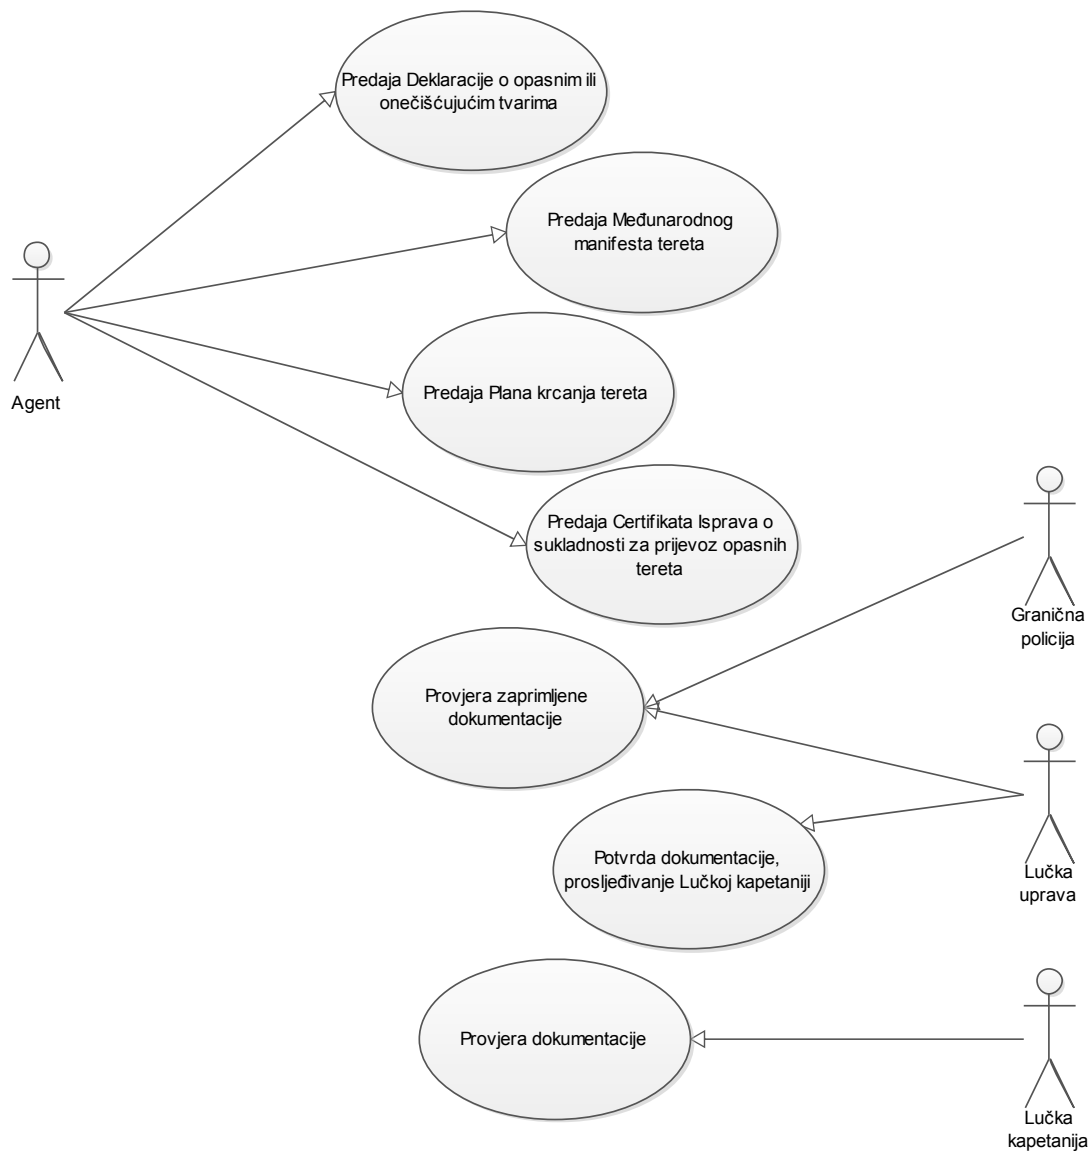 Predaja Deklaracije o opasnim ili
onečišćujućim tvarima
Predaja Međunarodnog
manifesta tereta
Agent
Predaja Plana krcanja tereta
Predaja Certifikata Isprava o
sukladnosti za prijevoz opasnih
tereta
Granična
policija
Provjera zaprimljene
dokumentacije
Potvrda dokumentacije,
prosljeđivanje Lučkoj kapetaniji
Lučka
uprava
Provjera dokumentacije
Lučka
kapetanija